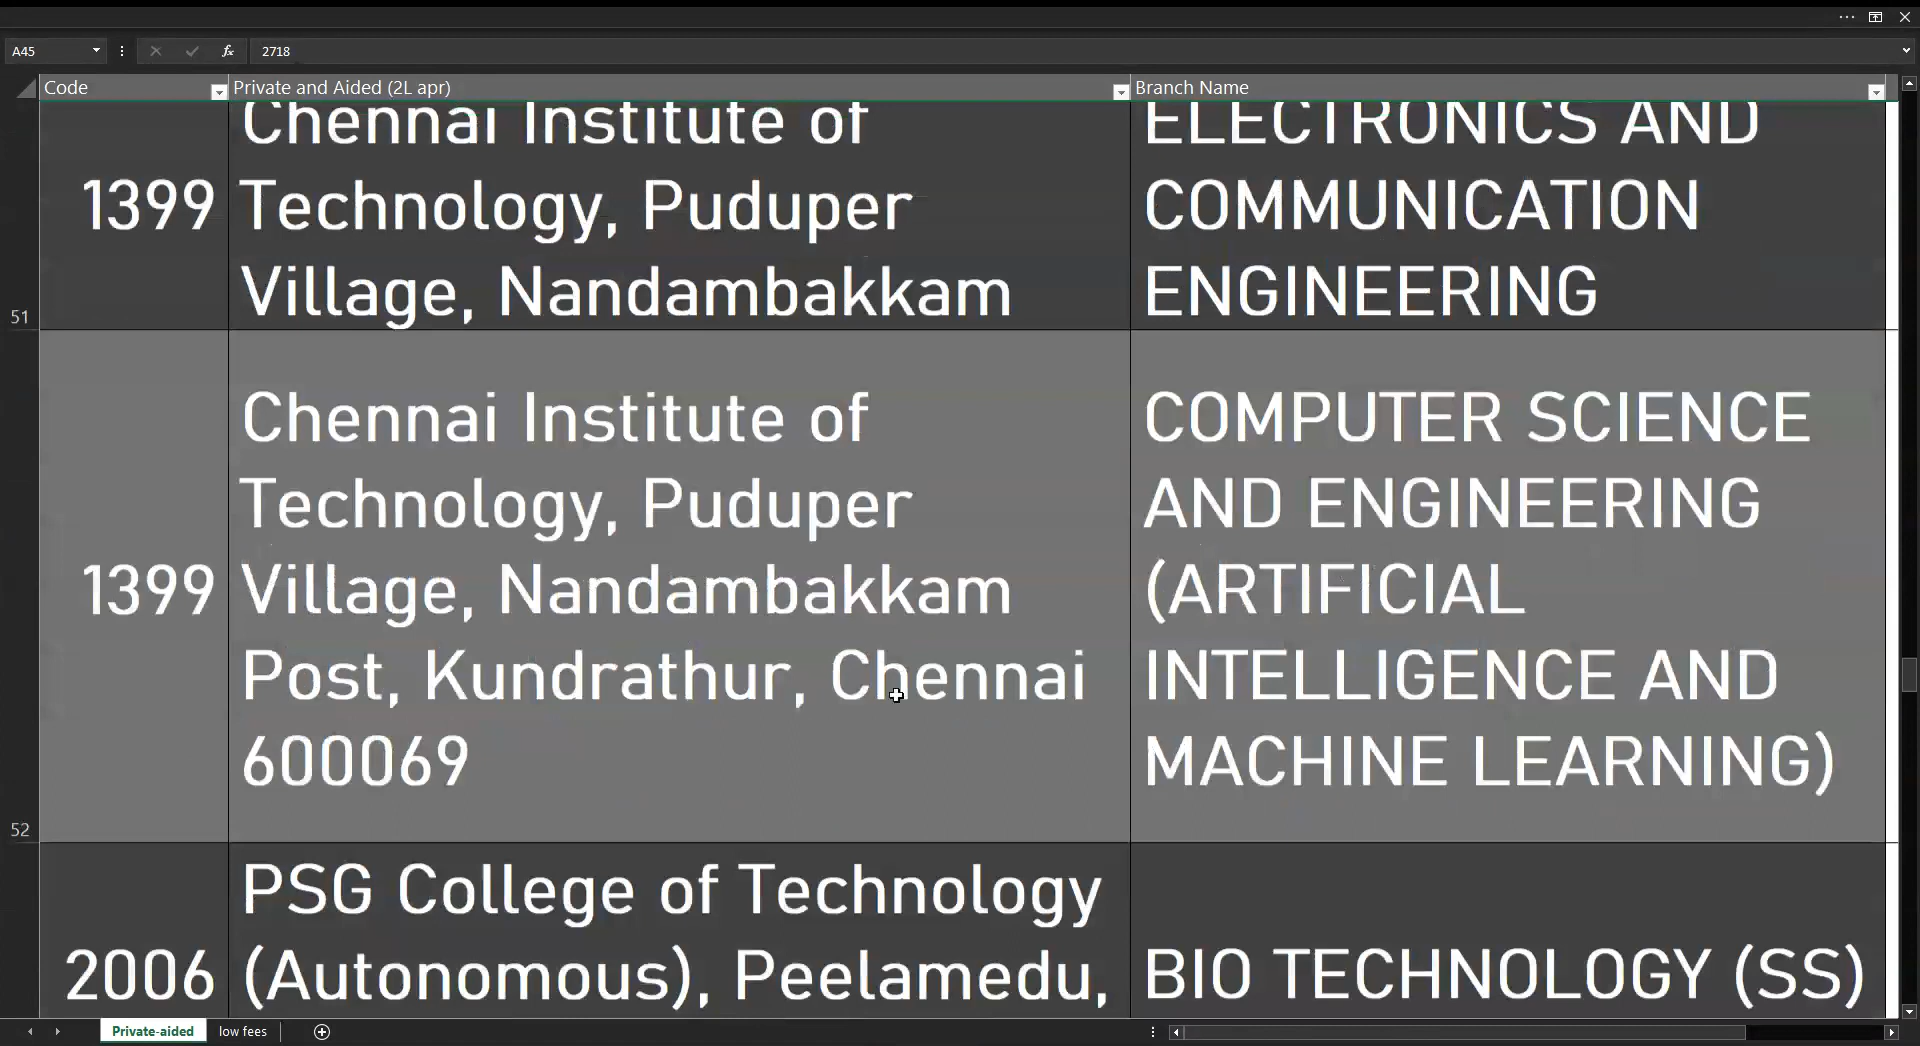 A45
fx
2718
Code
Private and Aided (2L apr)
Branch Name
51
1399
Chennai Institute of
Technology, Puduper
Village, Nandambakkam
ELECTRONICS AND
COMMUNICATION
ENGINEERING
52
1399
Chennai Institute of
Technology, Puduper
Village, Nandambakkam
Post, Kundrathur, Chennai
600069
COMPUTER SCIENCE
AND ENGINEERING
(ARTIFICIAL
INTELLIGENCE AND
MACHINE LEARNING)
2006
PSG College of Technology
(Autonomous), Peelamedu,
BIO TECHNOLOGY (SS)
Private-aided
low fees